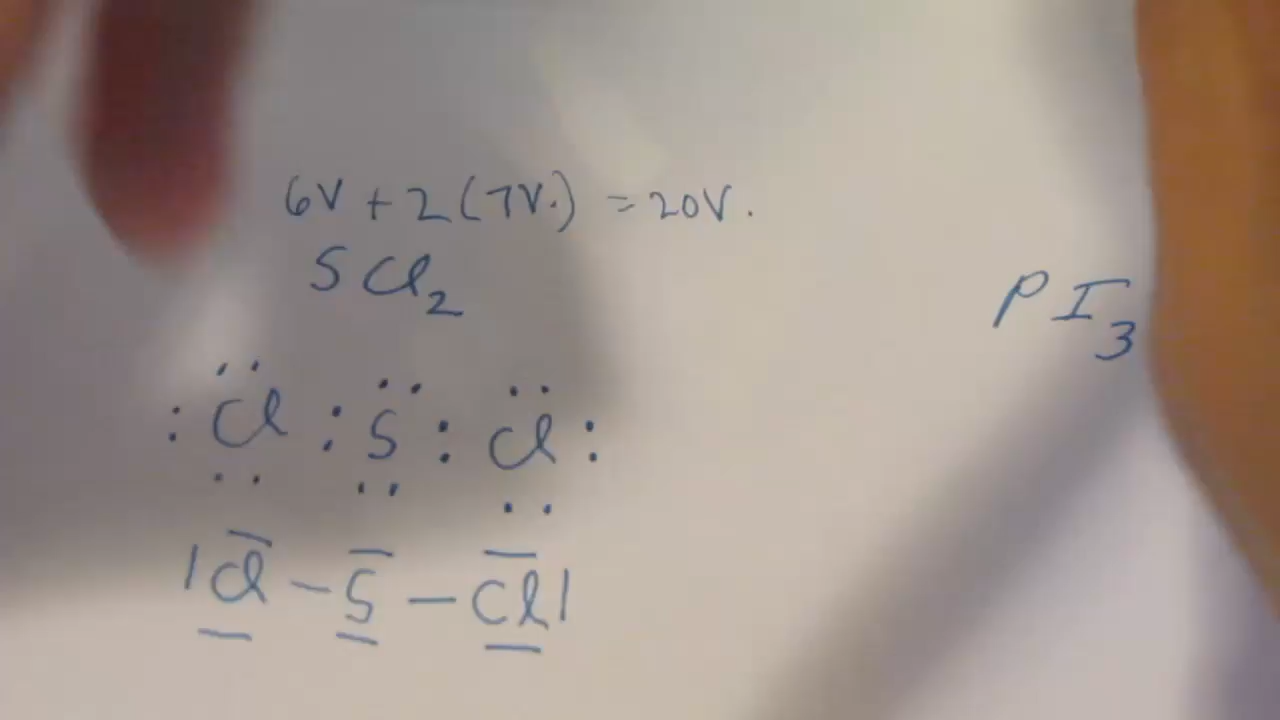 6V + 2(7V.) = 20V.
SCl₂
PI₃
:Cl:S:Cl:
|Cl-S-Cl|